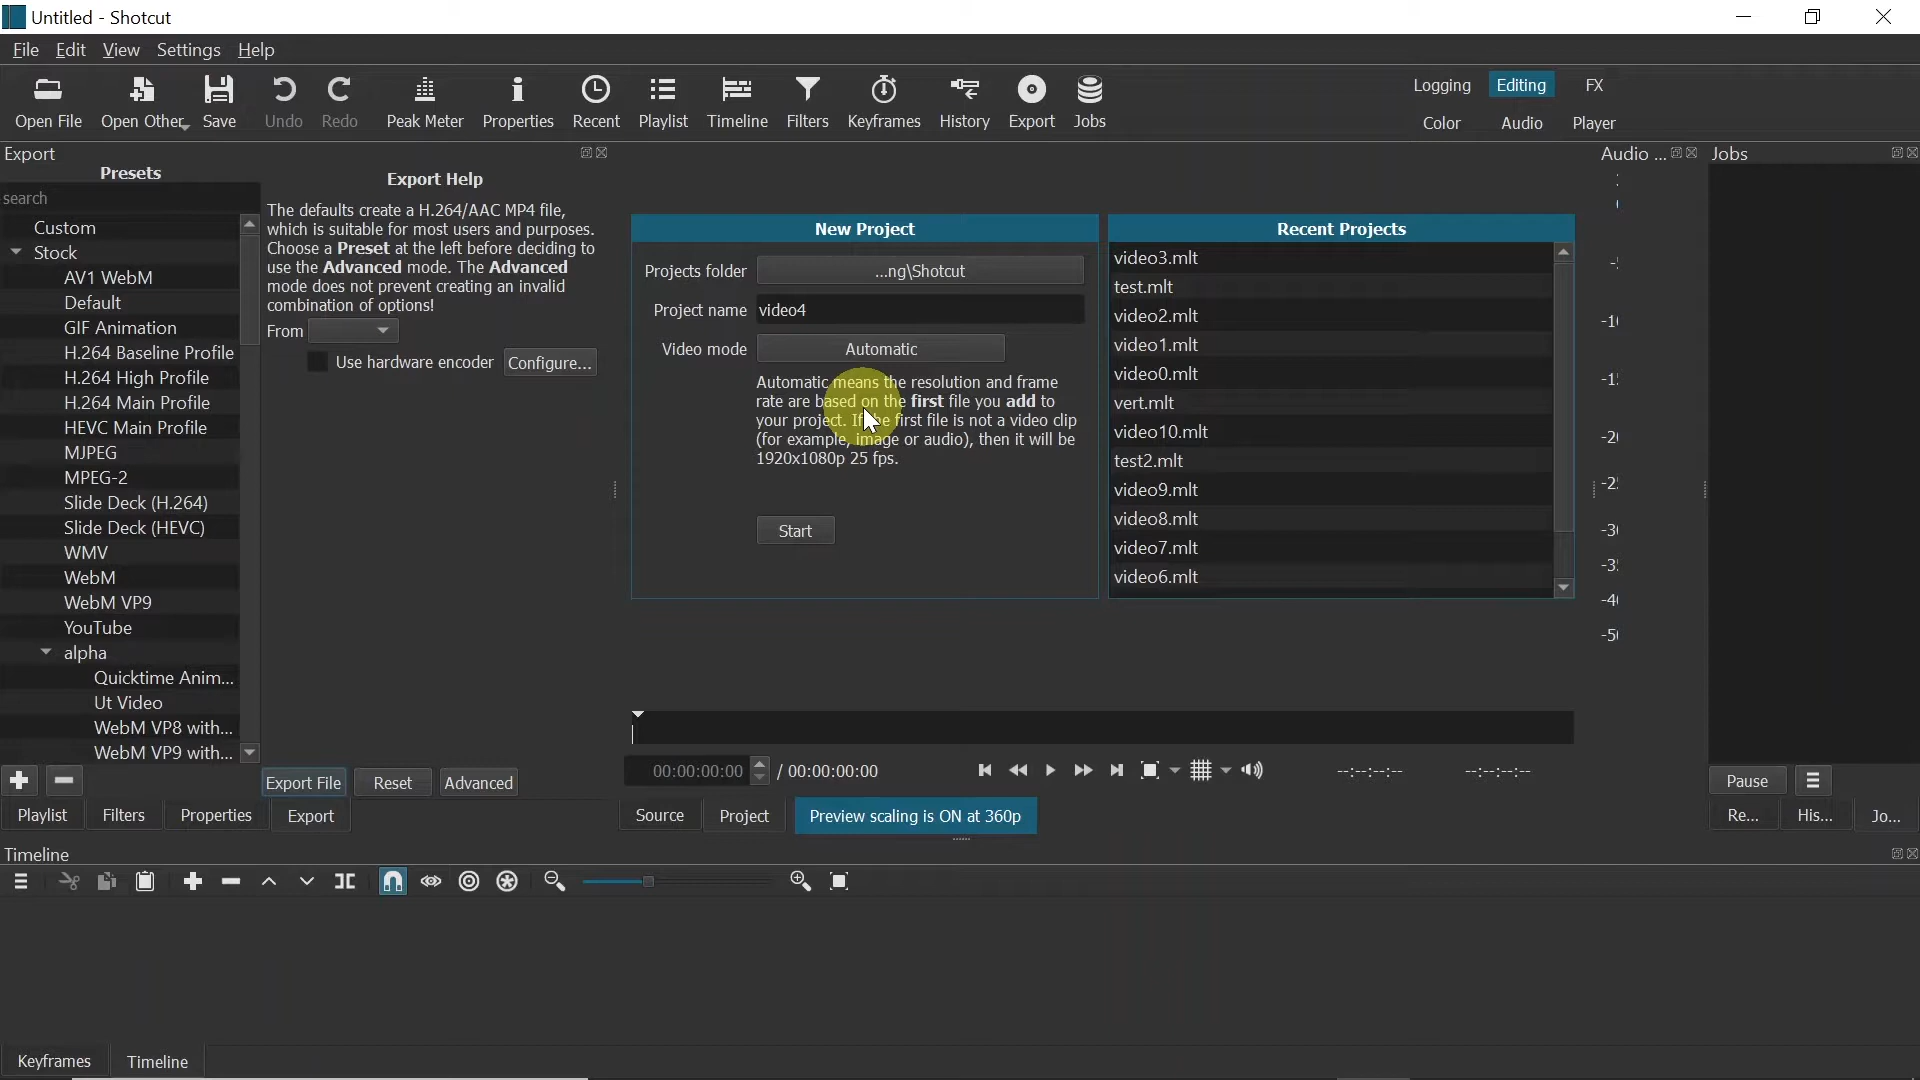 Untitled - Shotcut
File Edit View Settings Help
Open File Open Other Save Undo Redo Peak Meter Properties Recent Playlist Timeline Filters Keyframes History Export Jobs
Logging Editing FX
Color Audio Player
Export
Presets
search
Custom
Stock
AV1 WebM
Default
GIF Animation
H.264 Baseline Profile
H.264 High Profile
H.264 Main Profile
HEVC Main Profile
MJPEG
MPEG-2
Slide Deck (H.264)
Slide Deck (HEVC)
WMV
WebM
WebM VP9
YouTube
alpha
Quicktime Anim...
Ut Video
WebM VP8 with...
WebM VP9 with...
Export Help
The defaults create a H.264/AAC MP4 file,
which is suitable for most users and purposes.
Choose a Preset at the left before deciding to
use the Advanced mode. The Advanced
mode does not prevent creating an invalid
combination of options!
From
Use hardware encoder Configure...
Export File Reset Advanced
Playlist Filters Properties Export
New Project
Projects folder ...ng\Shotcut
Project name video4
Video mode Automatic
Automatic means the resolution and frame
rate are based on the first file you add to
your project. If the first file is not a video clip
(for example, image or audio), then it will be
1920x1080p 25 fps.
Start
Recent Projects
video3.mlt
test.mlt
video2.mlt
video1.mlt
video0.mlt
vert.mlt
video10.mlt
test2.mlt
video9.mlt
video8.mlt
video7.mlt
video6.mlt
00:00:00:00 / 00:00:00:00 --:--:--:-- --:--:--:--
Source Project Preview scaling is ON at 360p
Audio ...
Jobs
Pause
Re... His... Jo...
Timeline
Keyframes Timeline